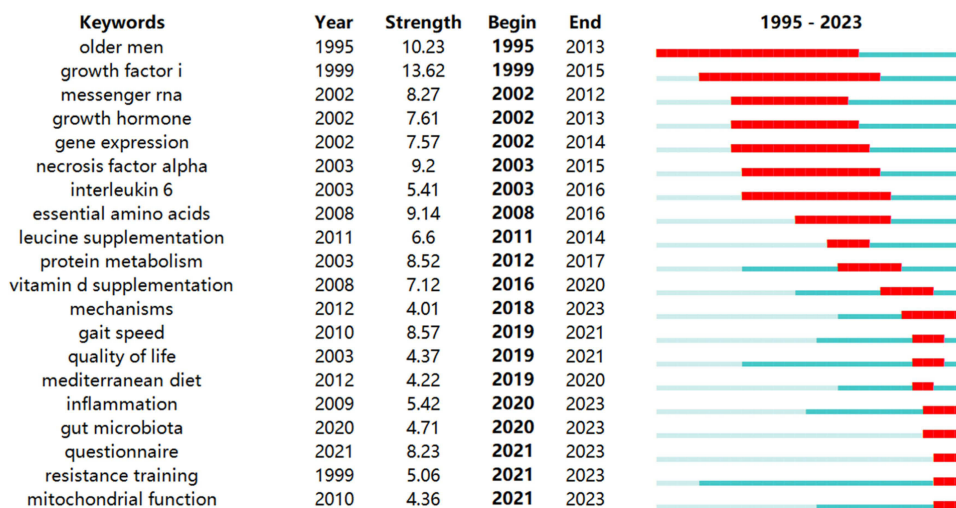 Keywords Year Strength Begin End 1995 - 2023
older men 1995 10.23 1995 2013
growth factor i 1999 13.62 1999 2015
messenger rna 2002 8.27 2002 2012
growth hormone 2002 7.61 2002 2013
gene expression 2002 7.57 2002 2014
necrosis factor alpha 2003 9.2 2003 2015
interleukin 6 2003 5.41 2003 2016
essential amino acids 2008 9.14 2008 2016
leucine supplementation 2011 6.6 2011 2014
protein metabolism 2003 8.52 2012 2017
vitamin d supplementation 2008 7.12 2016 2020
mechanisms 2012 4.01 2018 2023
gait speed 2010 8.57 2019 2021
quality of life 2003 4.37 2019 2021
mediterranean diet 2012 4.22 2019 2020
inflammation 2009 5.42 2020 2023
gut microbiota 2020 4.71 2020 2023
questionnaire 2021 8.23 2021 2023
resistance training 1999 5.06 2021 2023
mitochondrial function 2010 4.36 2021 2023